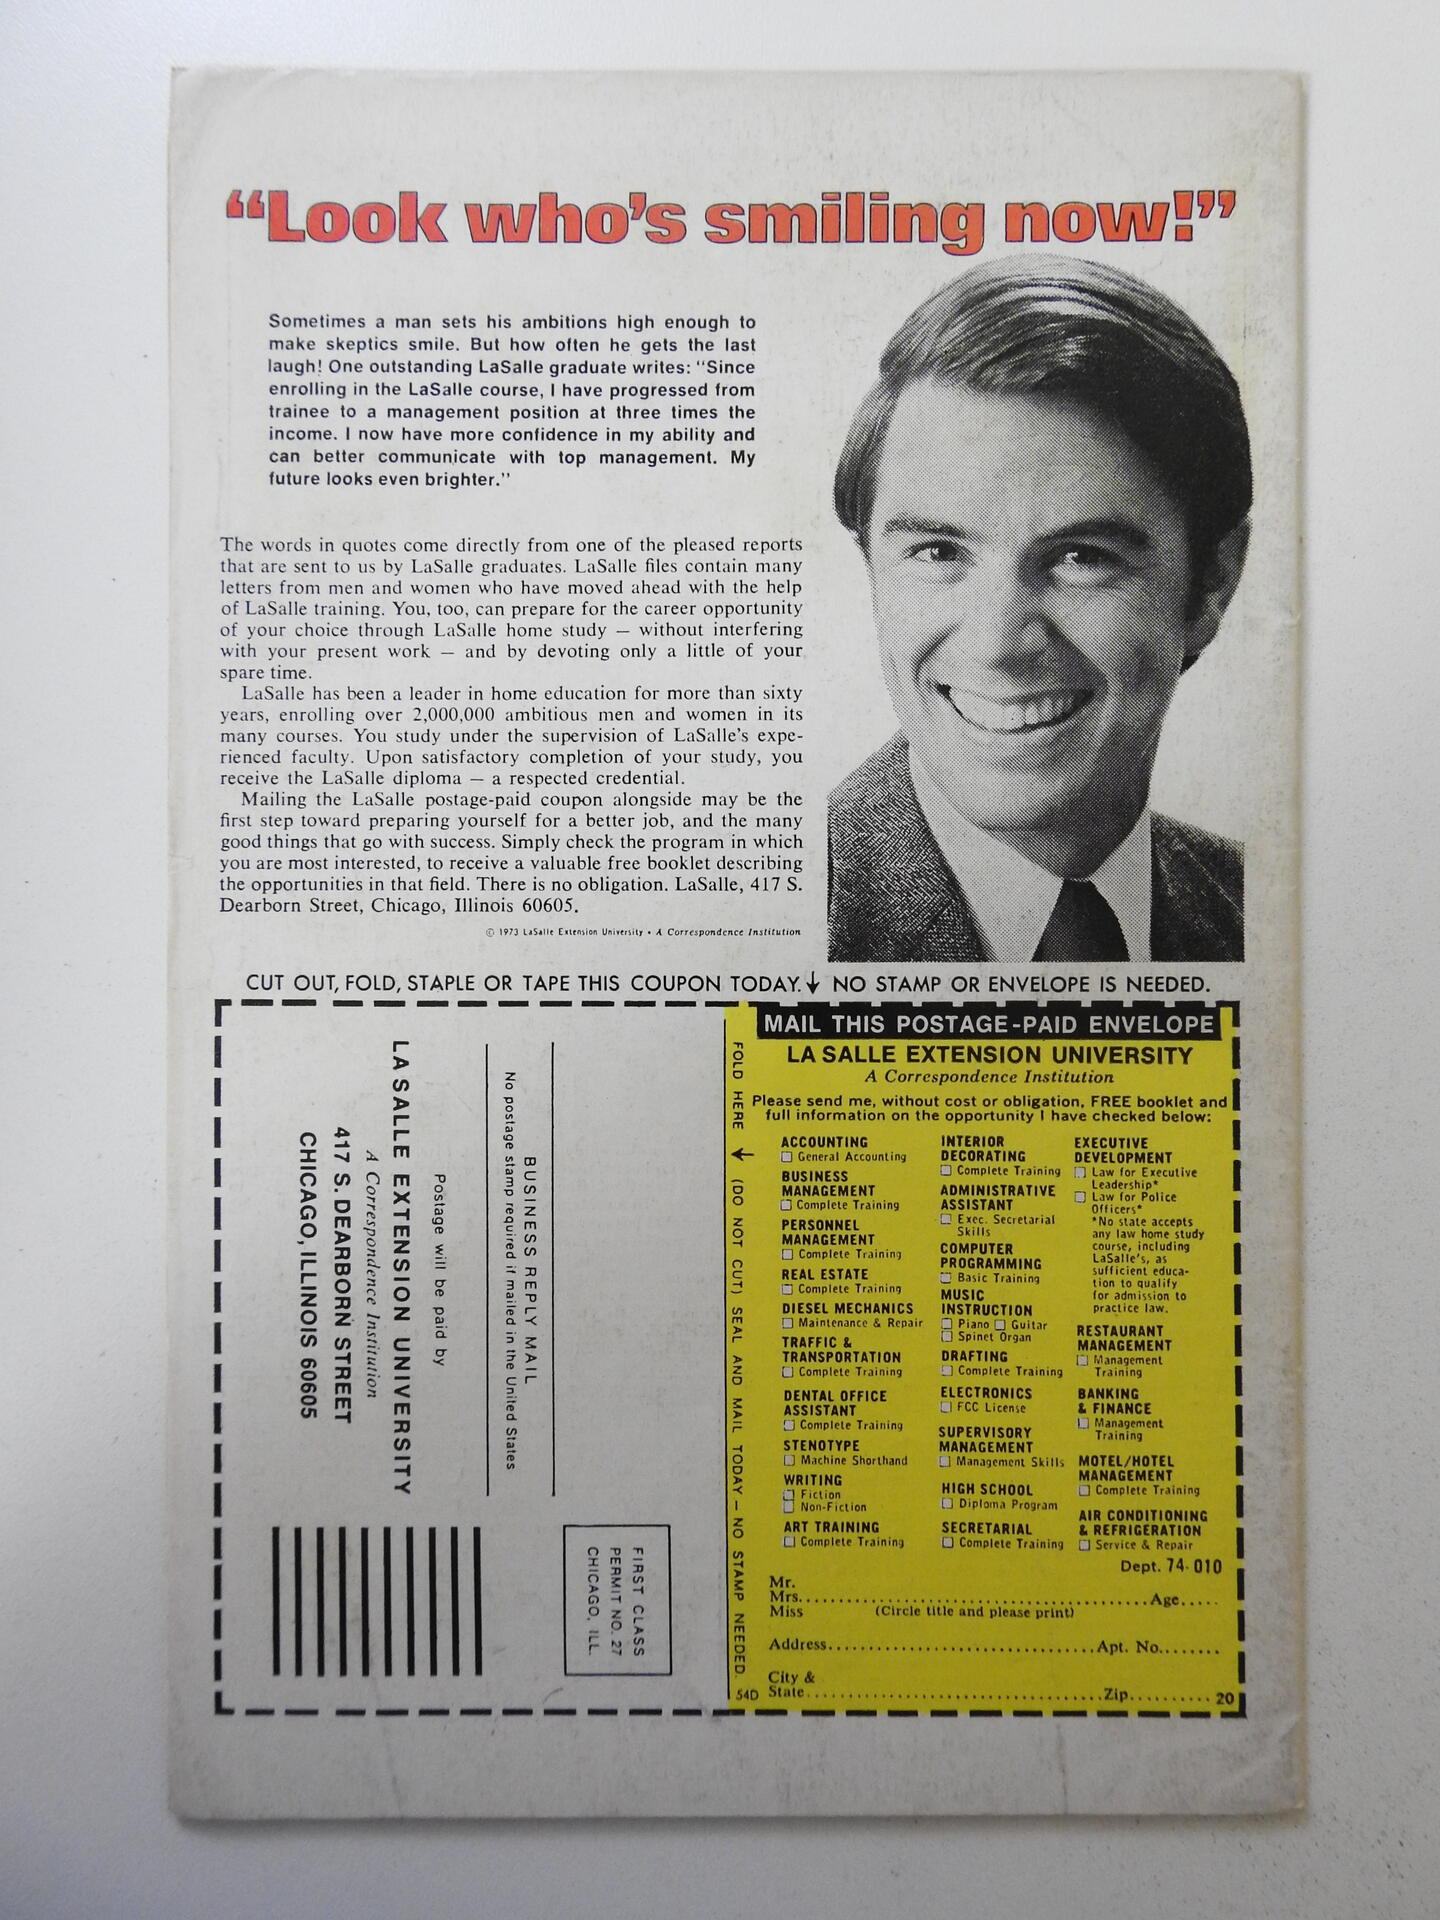 “Look who’s smiling now!”
Sometimes a man sets his ambitions high enough to
make skeptics smile. But how often he gets the last
laugh! One outstanding LaSalle graduate writes: “Since
enrolling in the LaSalle course, I have progressed from
trainee to a management position at three times the
income. I now have more confidence in my ability and
can better communicate with top management. My
future looks even brighter.”
The words in quotes come directly from one of the pleased reports
that are sent to us by LaSalle graduates. LaSalle files contain many
letters from men and women who have moved ahead with the help
of LaSalle training. You, too, can prepare for the career opportunity
of your choice through LaSalle home study — without interfering
with your present work — and by devoting only a little of your
spare time.
LaSalle has been a leader in home education for more than sixty
years, enrolling over 2,000,000 ambitious men and women in its
many courses. You study under the supervision of LaSalle’s expe-
rienced faculty. Upon satisfactory completion of your study, you
receive the LaSalle diploma — a respected credential.
Mailing the LaSalle postage-paid coupon alongside may be the
first step toward preparing yourself for a better job, and the many
good things that go with success. Simply check the program in which
you are most interested, to receive a valuable free booklet describing
the opportunities in that field. There is no obligation. LaSalle, 417 S.
Dearborn Street, Chicago, Illinois 60605.
© 1973 LaSalle Extension University • A Correspondence Institution
CUT OUT, FOLD, STAPLE OR TAPE THIS COUPON TODAY. ↓ NO STAMP OR ENVELOPE IS NEEDED.
FIRST CLASS
PERMIT NO. 27
CHICAGO, ILL.
BUSINESS REPLY MAIL
No postage stamp required if mailed in the United States
Postage will be paid by
LA SALLE EXTENSION UNIVERSITY
A Correspondence Institution
417 S. DEARBORN STREET
CHICAGO, ILLINOIS 60605
FOLD HERE ↓ (DO NOT CUT) SEAL AND MAIL TODAY — NO STAMP NEEDED.
54D
MAIL THIS POSTAGE-PAID ENVELOPE
LA SALLE EXTENSION UNIVERSITY
A Correspondence Institution
Please send me, without cost or obligation, FREE booklet and
full information on the opportunity I have checked below:
ACCOUNTING
☐ General Accounting
BUSINESS
MANAGEMENT
☐ Complete Training
PERSONNEL
MANAGEMENT
☐ Complete Training
REAL ESTATE
☐ Complete Training
DIESEL MECHANICS
☐ Maintenance & Repair
TRAFFIC &
TRANSPORTATION
☐ Complete Training
DENTAL OFFICE
ASSISTANT
☐ Complete Training
STENOTYPE
☐ Machine Shorthand
WRITING
☐ Fiction
☐ Non-Fiction
ART TRAINING
☐ Complete Training
INTERIOR
DECORATING
☐ Complete Training
ADMINISTRATIVE
ASSISTANT
☐ Exec. Secretarial
Skills
COMPUTER
PROGRAMMING
☐ Basic Training
MUSIC
INSTRUCTION
☐ Piano ☐ Guitar
☐ Spinet Organ
DRAFTING
☐ Complete Training
ELECTRONICS
☐ FCC License
SUPERVISORY
MANAGEMENT
☐ Management Skills
HIGH SCHOOL
☐ Diploma Program
SECRETARIAL
☐ Complete Training
EXECUTIVE
DEVELOPMENT
☐ Law for Executive
Leadership*
☐ Law for Police
Officers*
*No state accepts
any law home study
course, including
LaSalle’s, as
sufficient educa-
tion to qualify
for admission to
practice law.
RESTAURANT
MANAGEMENT
☐ Management
Training
BANKING
& FINANCE
☐ Management
Training
MOTEL/HOTEL
MANAGEMENT
☐ Complete Training
AIR CONDITIONING
& REFRIGERATION
☐ Service & Repair
Dept. 74-010
Mr.
Mrs. Age
Miss (Circle title and please print)
Address Apt. No.
City &
State Zip 20